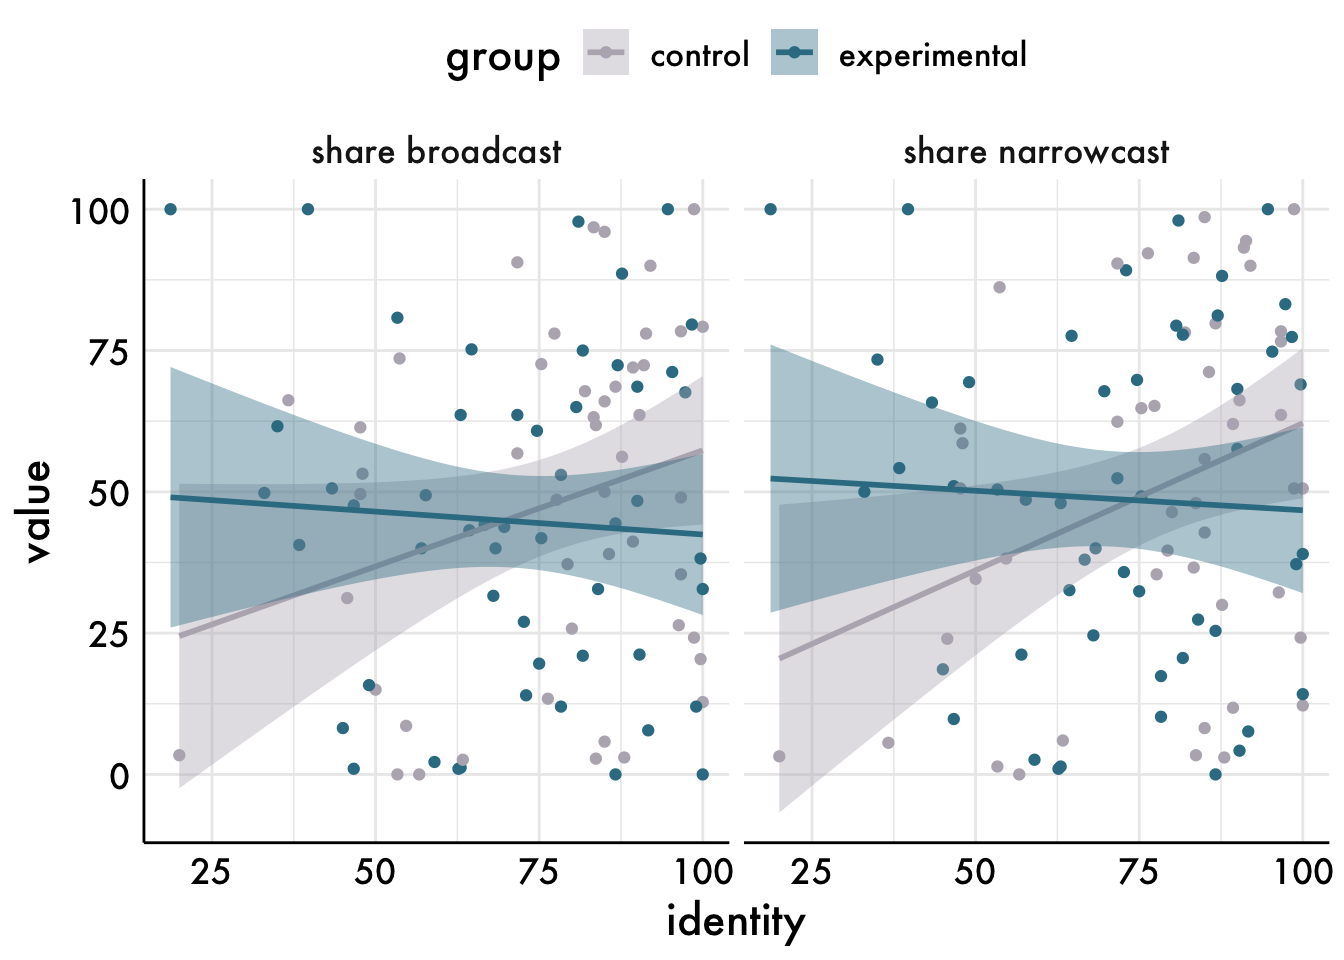 group control experimental
share broadcast share narrowcast
100
75
50
25
0
value
25 50 75 100 25 50 75 100
identity